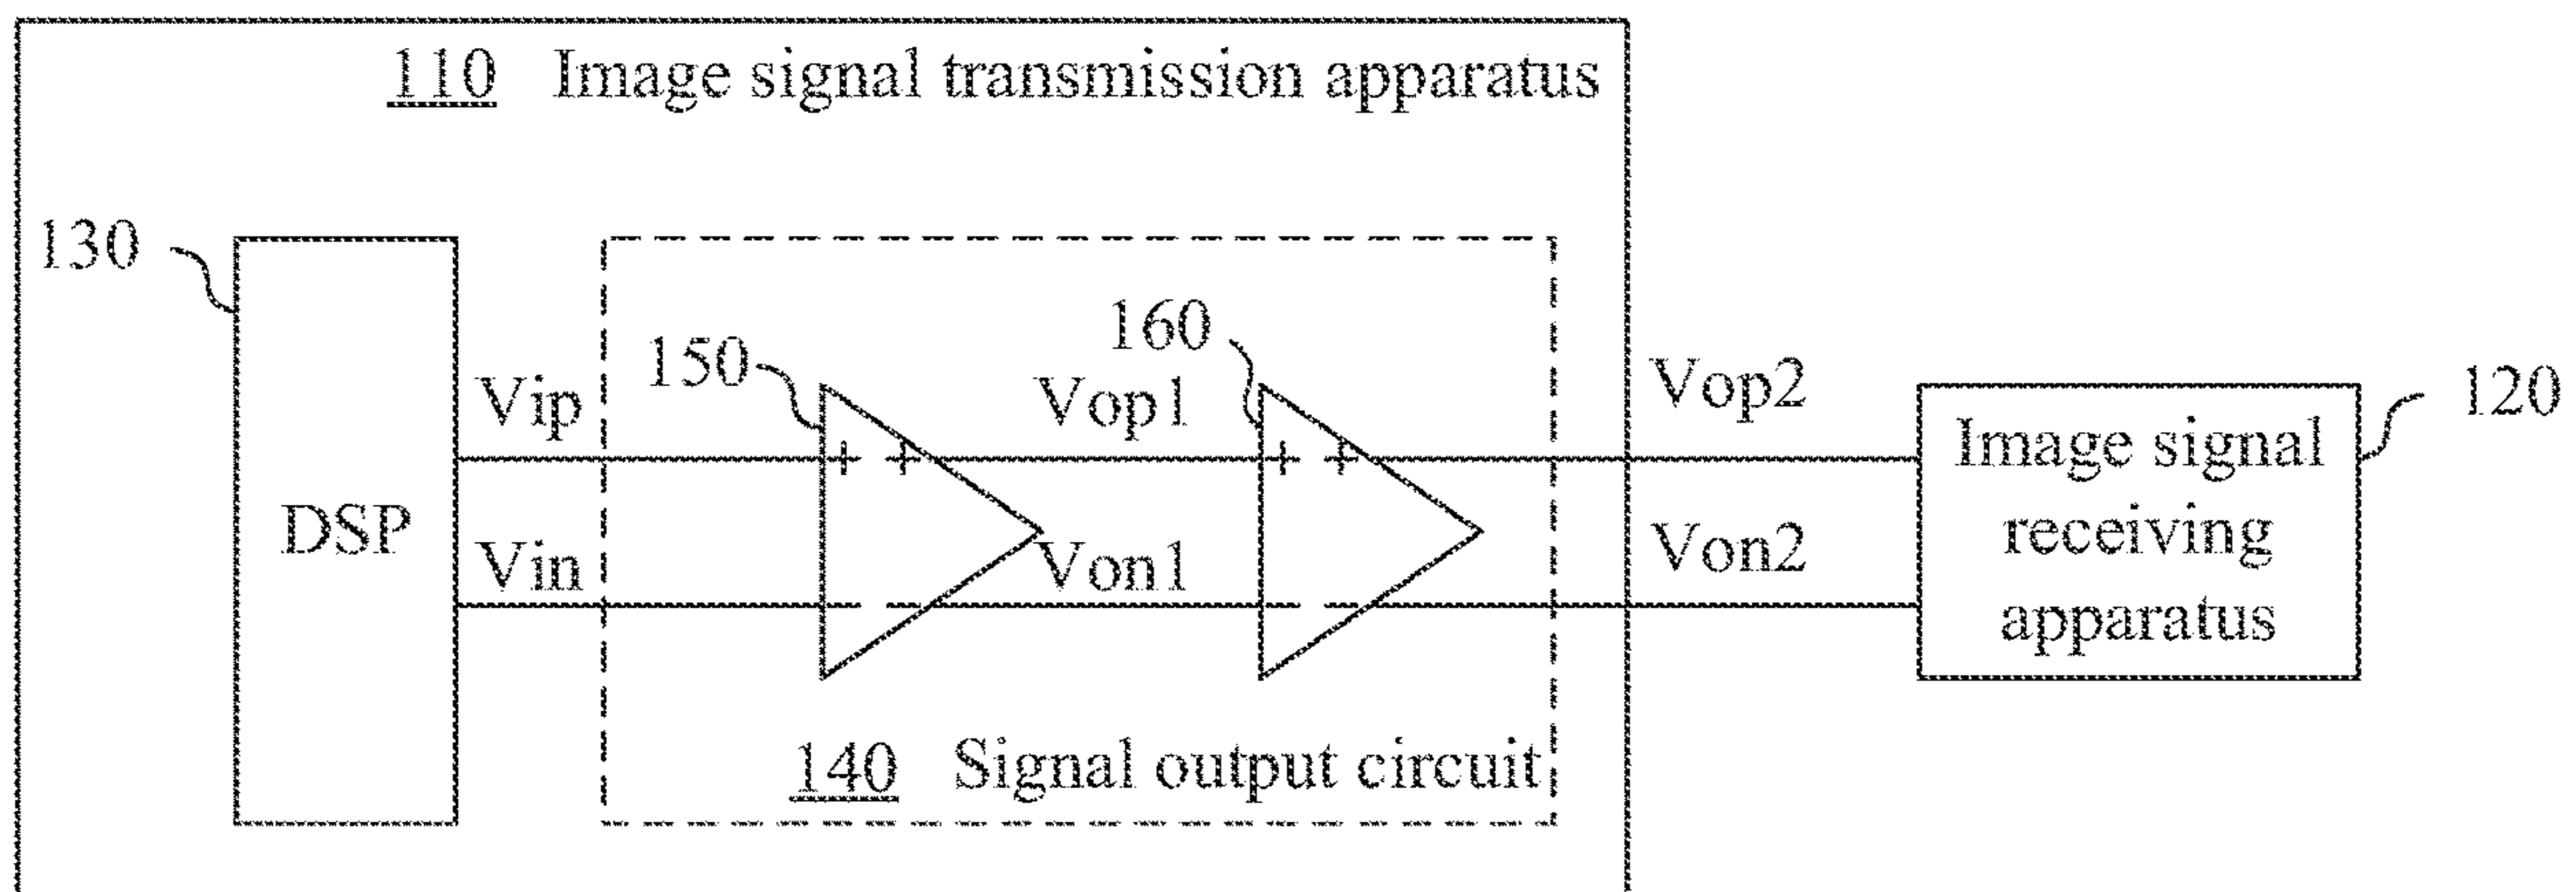 110 Image signal transmission apparatus
130
150
160
120
Vip
Vop1
Vop2
DSP
Vin
Von1
Von2
Image signal
receiving
apparatus
140 Signal output circuit